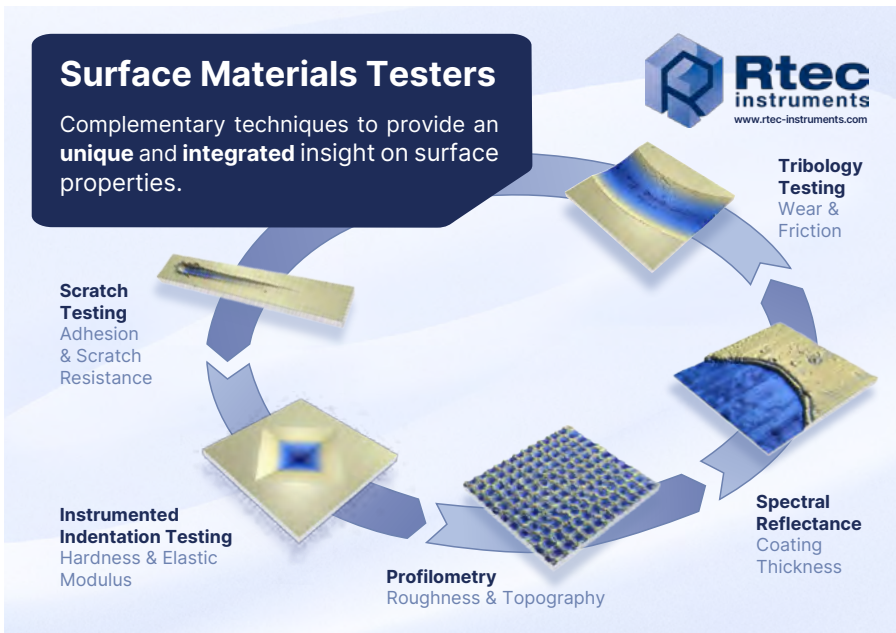 Surface Materials Testers
Complementary techniques to provide an
unique and integrated insight on surface
properties.
Rtec
instruments
www.rtec-instruments.com
Tribology
Testing
Wear &
Friction
Scratch
Testing
Adhesion
& Scratch
Resistance
Instrumented
Indentation Testing
Hardness & Elastic
Modulus
Profilometry
Roughness & Topography
Spectral
Reflectance
Coating
Thickness